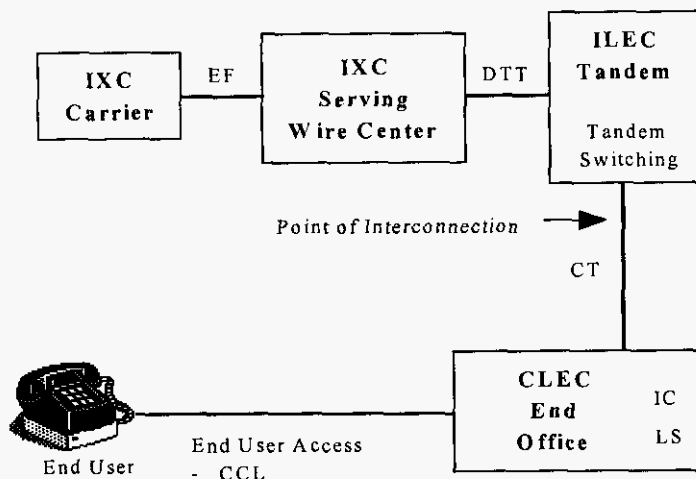 IXC
Carrier
EF
IXC
Serving
Wire Center
DTT
ILEC
Tandem
Tandem
Switching
Point of Interconnection
CT
CLEC
End
Office
IC
LS
End User
End User Access
- CCL